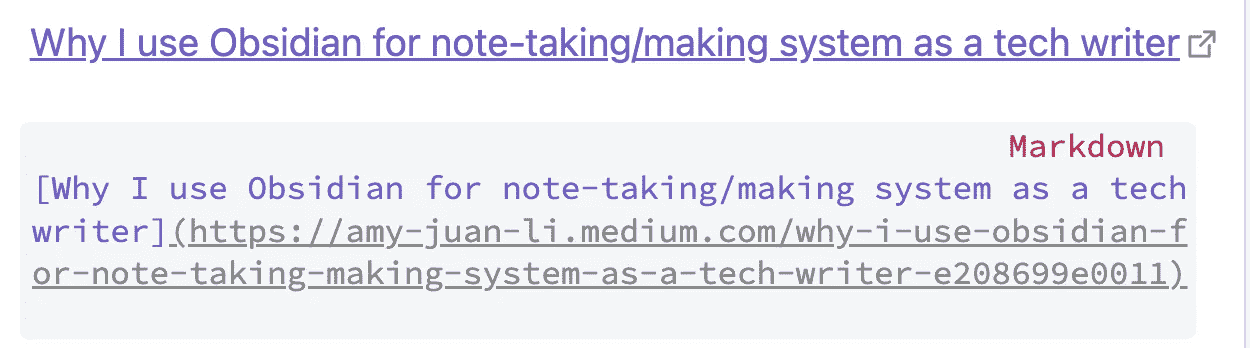 Why I use Obsidian for note-taking/making system as a tech writer
Markdown
[Why I use Obsidian for note-taking/making system as a tech
writer](https://amy-juan-li.medium.com/why-i-use-obsidian-f
or-note-taking-making-system-as-a-tech-writer-e208699e0011)